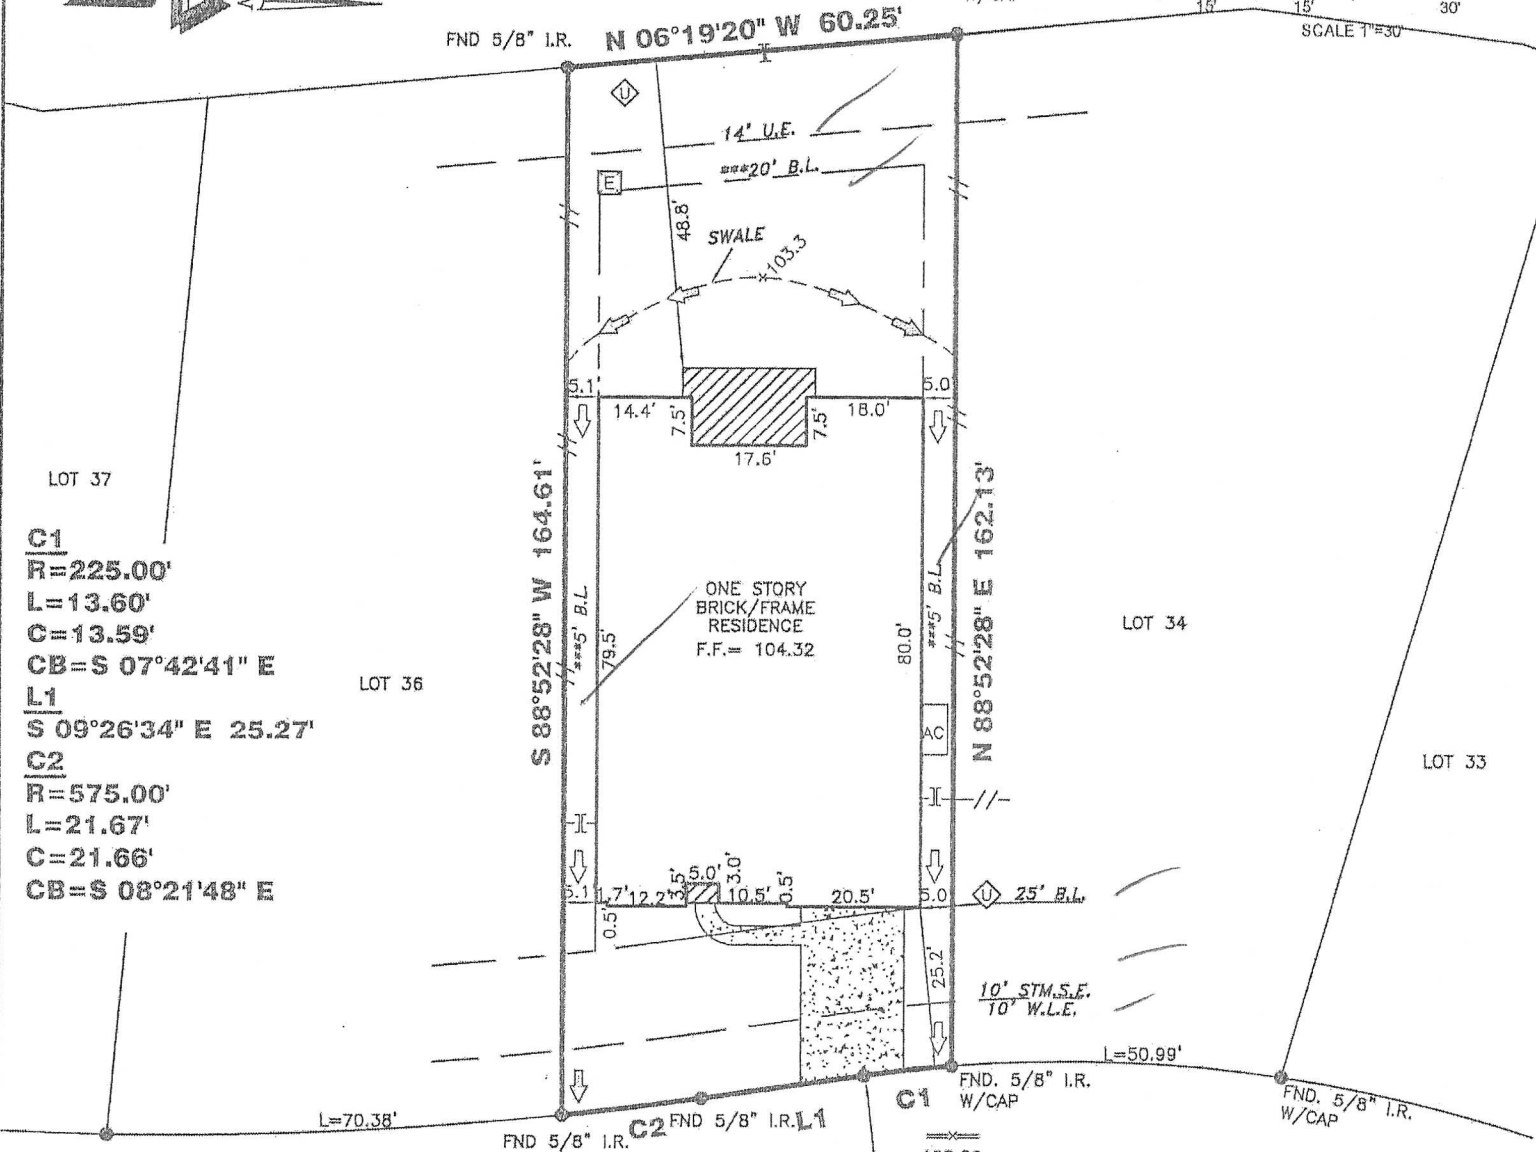 15'
15'
30'
SCALE 1"=30'
FND 5/8" I.R.
N 06°19'20" W 60.25'
U
14' U.E.
***20' B.L.
E
48.8'
SWALE
103.3
5.1'
14.4'
7.5'
17.6'
7.5'
18.0'
5.0
LOT 37
S 88°52'28" W 164.61'
N 88°52'28" E 162.13'
C1
R=225.00'
L=13.60'
C=13.59'
CB=S 07°42'41" E
L1
S 09°26'34" E 25.27'
C2
R=575.00'
L=21.67'
C=21.66'
CB=S 08°21'48" E
***5' B.L.
79.5'
ONE STORY
BRICK/FRAME
RESIDENCE
F.F.= 104.32
80.0'
***5' B.L.
LOT 36
LOT 34
AC
LOT 33
5.1
1.7'
12.2'
3.5'
5.0'
3.0'
10.5'
0.5'
20.5'
5.0
U
25' B.L.
0.5'
25.2'
10' STM.S.E.
10' W.L.E.
L=50.99'
FND. 5/8" I.R.
W/CAP
FND. 5/8" I.R.
W/CAP
C1
L=70.38'
FND 5/8" I.R.
C2
FND 5/8" I.R.
L1